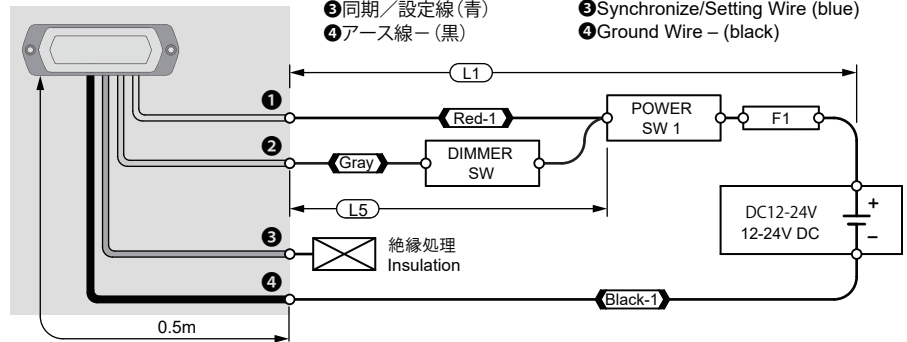 ❸同期／設定線（青）
❸Synchronize/Setting Wire (blue)
❹アース線－（黒）
❹Ground Wire – (black)
L1
❶
Red-1
POWER
SW 1
F1
❷
Gray
DIMMER
SW
L5
DC12-24V
12-24V DC
+
–
❸
絶縁処理
Insulation
❹
Black-1
0.5m